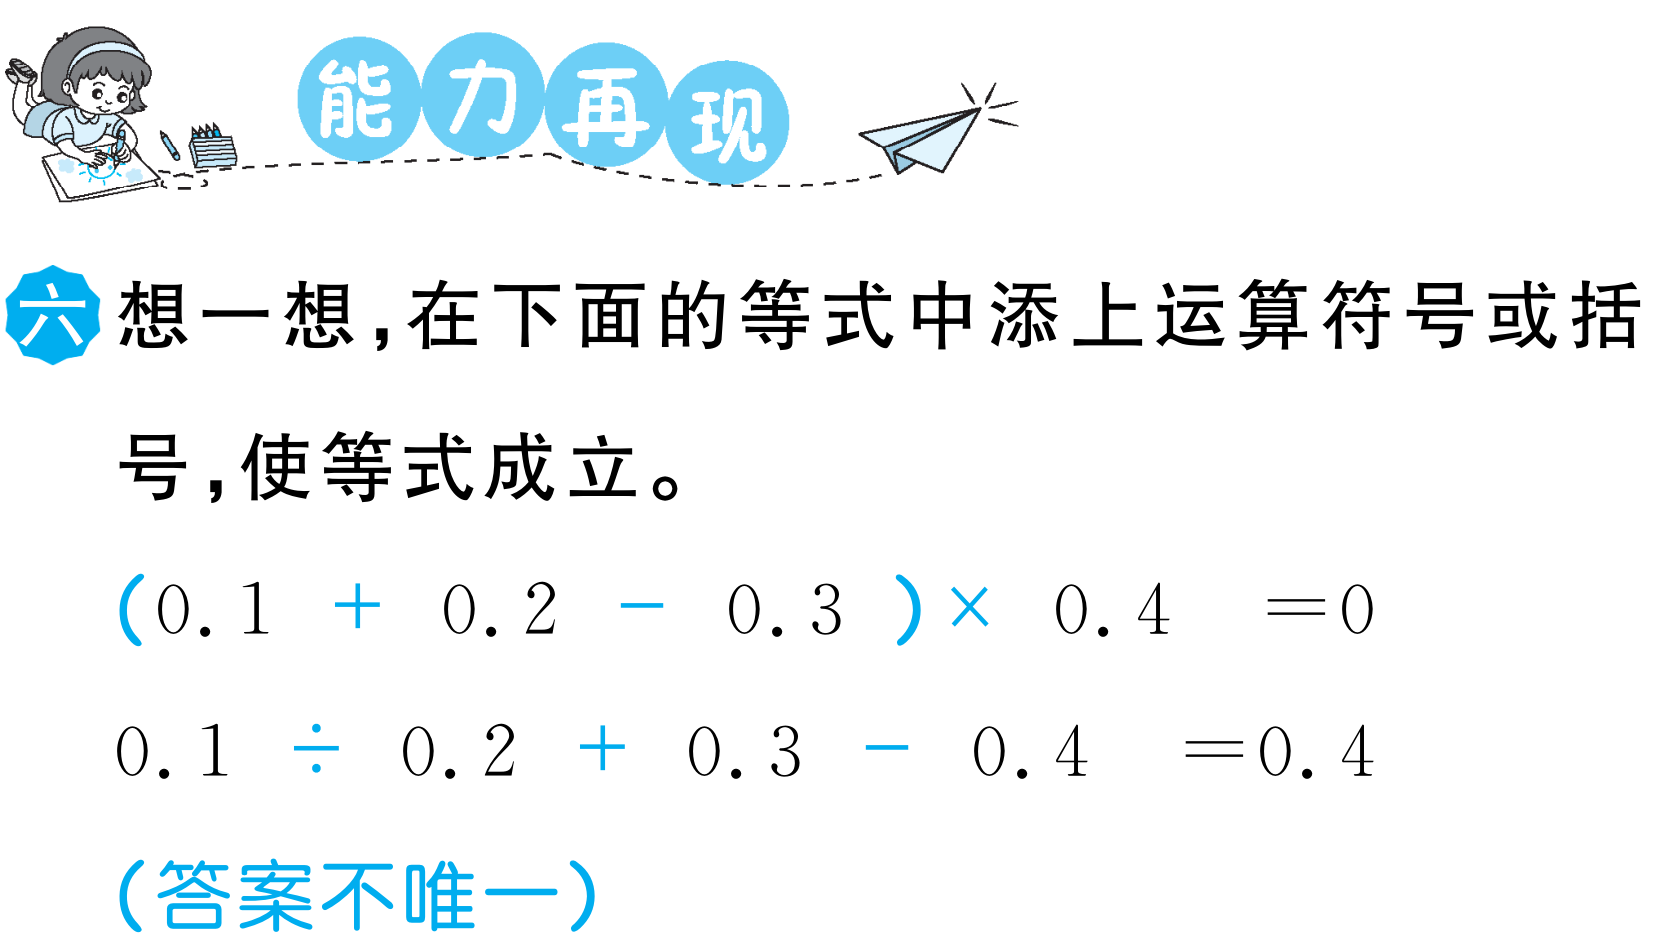 能力再现
六 想一想,在下面的等式中添上运算符号或括
号,使等式成立。
(0.1 + 0.2 - 0.3 )× 0.4 =0
0.1 ÷ 0.2 + 0.3 - 0.4 =0.4
(答案不唯一)